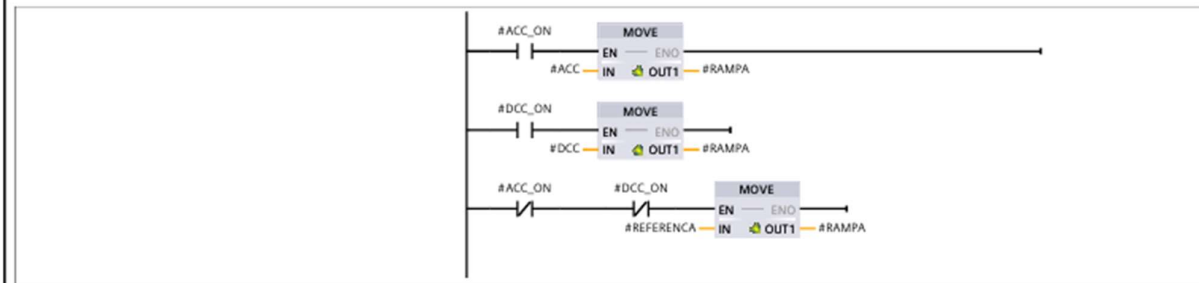 #ACC_ON
MOVE
EN ENO
#ACC IN OUT1 #RAMPA
#DCC_ON
MOVE
EN ENO
#DCC IN OUT1 #RAMPA
#ACC_ON #DCC_ON MOVE
EN ENO
#REFERENCA IN OUT1 #RAMPA